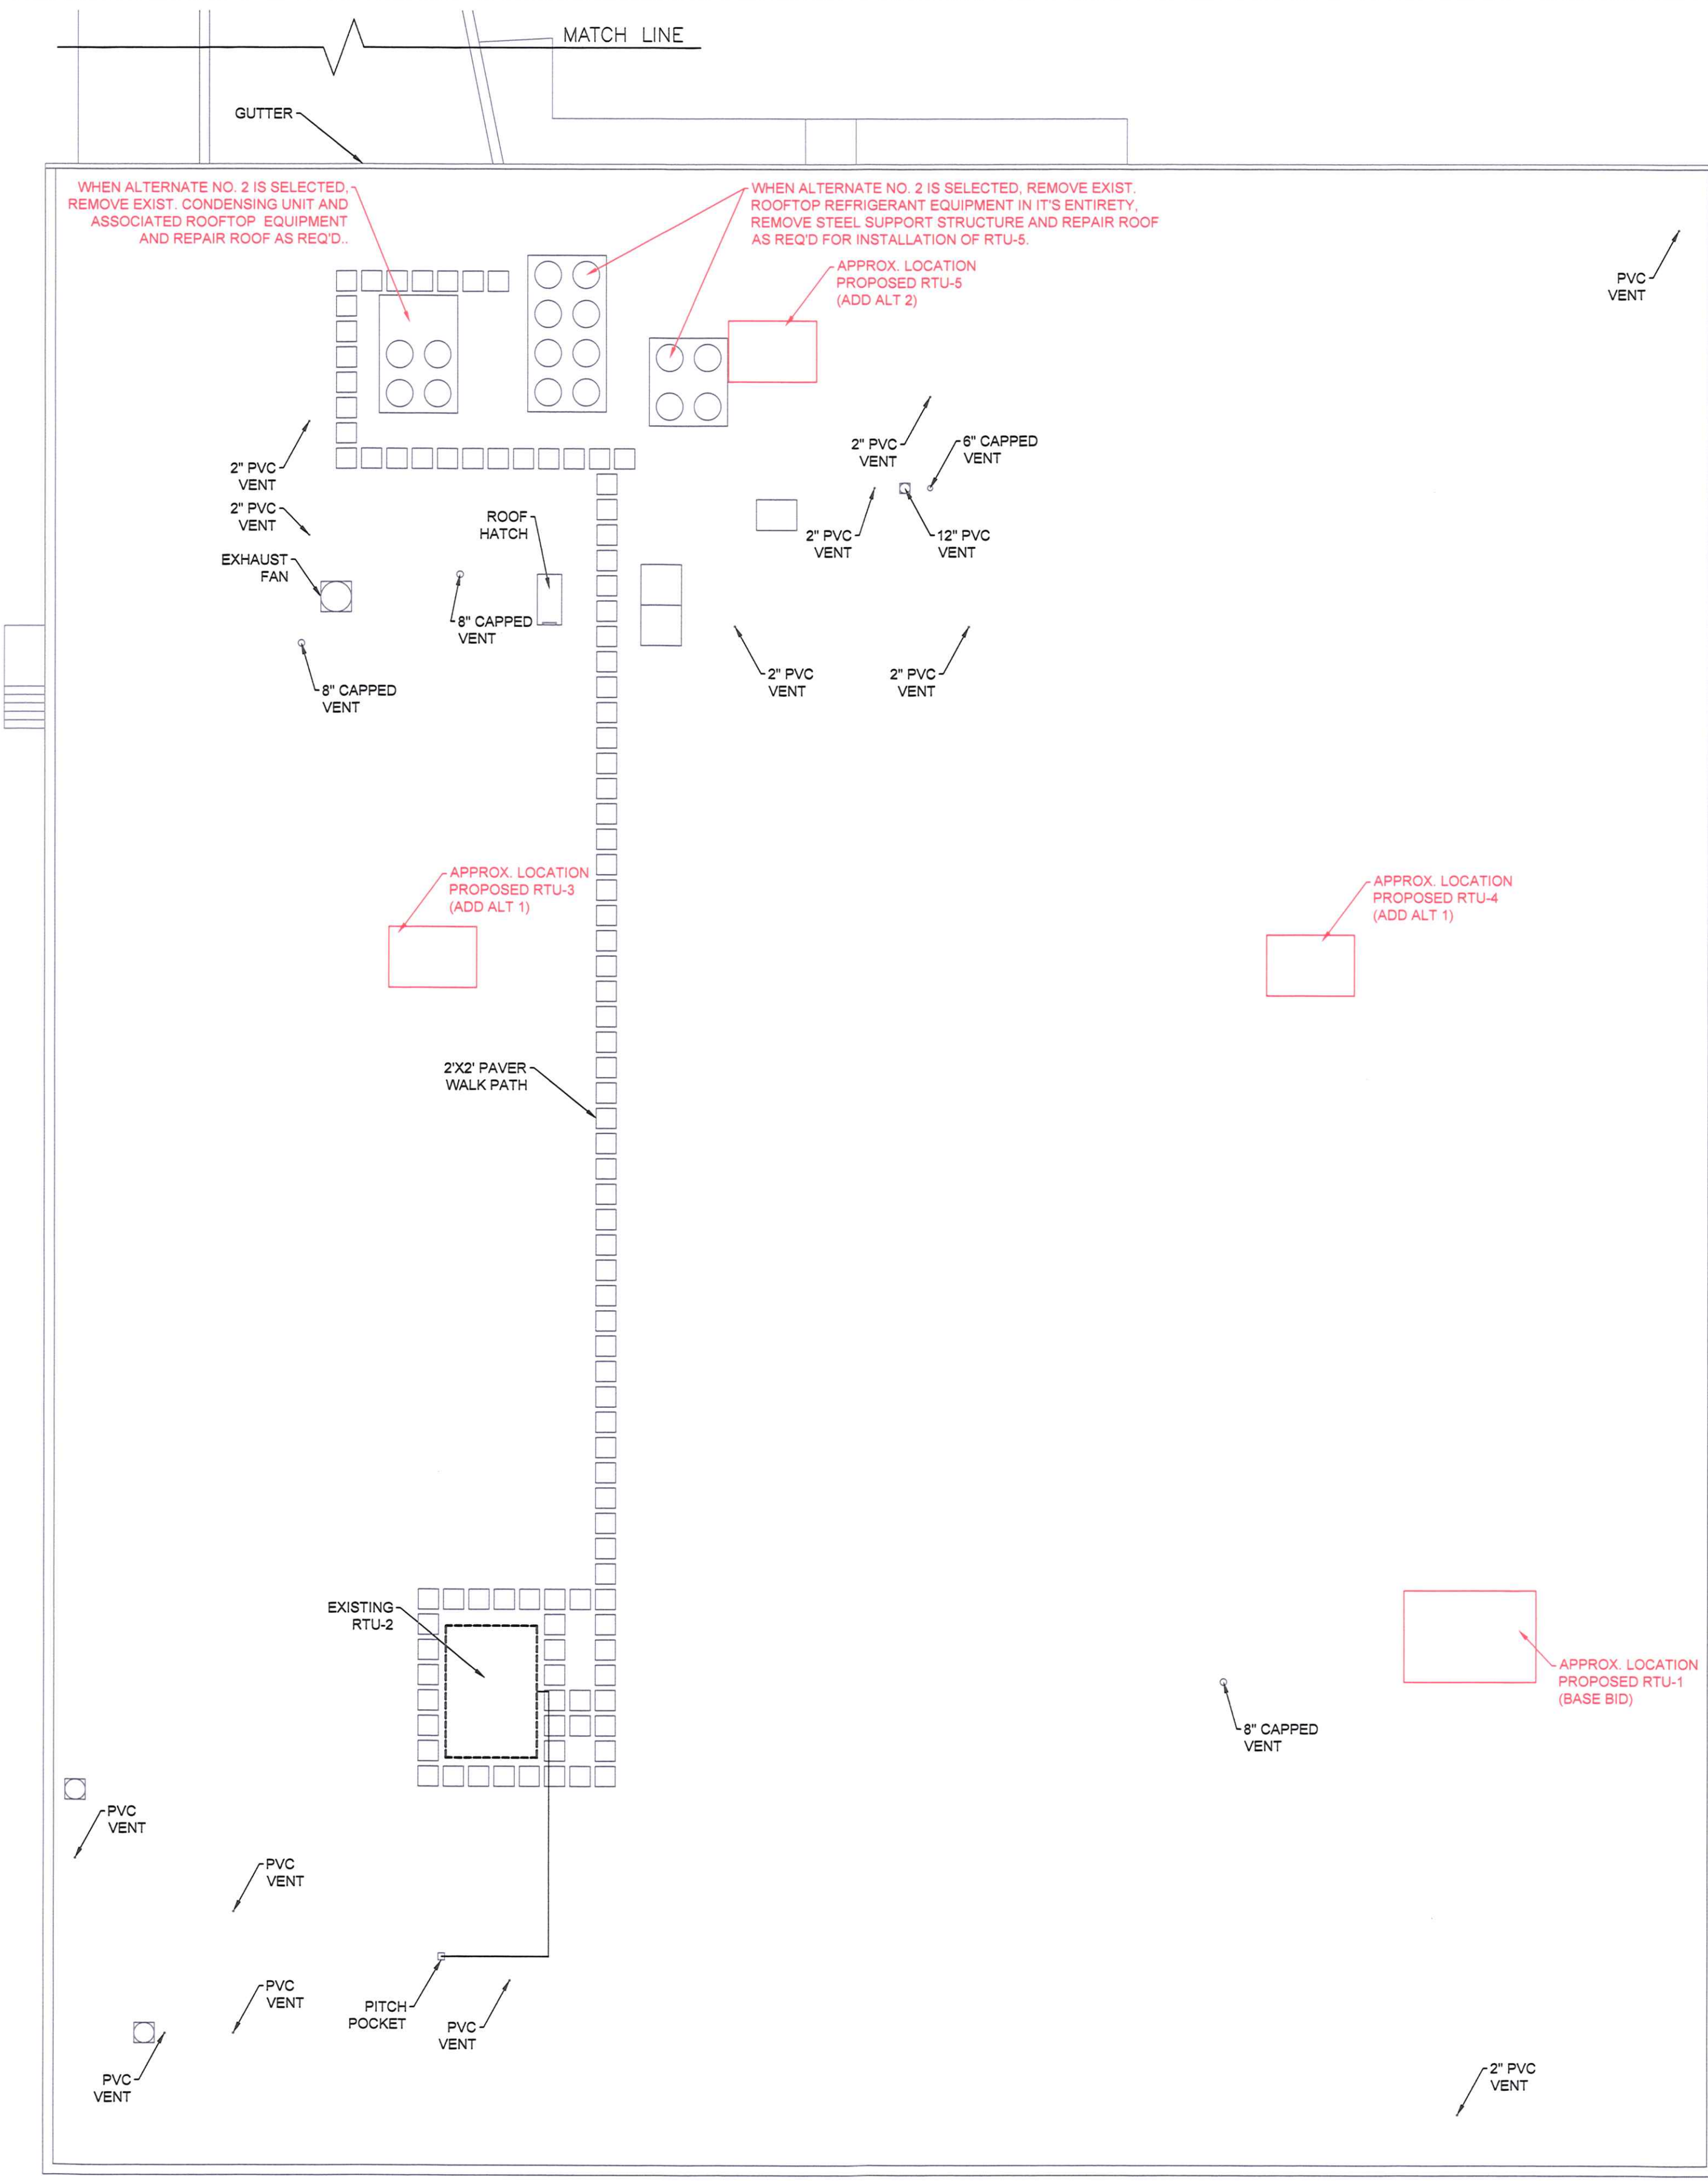 MATCH LINE
GUTTER
WHEN ALTERNATE NO. 2 IS SELECTED,
REMOVE EXIST. CONDENSING UNIT AND
ASSOCIATED ROOFTOP EQUIPMENT
AND REPAIR ROOF AS REQ'D..
WHEN ALTERNATE NO. 2 IS SELECTED, REMOVE EXIST.
ROOFTOP REFRIGERANT EQUIPMENT IN IT'S ENTIRETY,
REMOVE STEEL SUPPORT STRUCTURE AND REPAIR ROOF
AS REQ'D FOR INSTALLATION OF RTU-5.
APPROX. LOCATION
PROPOSED RTU-5
(ADD ALT 2)
PVC
VENT
2" PVC
VENT
6" CAPPED
VENT
2" PVC
VENT
2" PVC
VENT
ROOF
HATCH
2" PVC
VENT
12" PVC
VENT
EXHAUST
FAN
8" CAPPED
VENT
8" CAPPED
VENT
2" PVC
VENT
2" PVC
VENT
APPROX. LOCATION
PROPOSED RTU-3
(ADD ALT 1)
APPROX. LOCATION
PROPOSED RTU-4
(ADD ALT 1)
2'X2' PAVER
WALK PATH
EXISTING
RTU-2
APPROX. LOCATION
PROPOSED RTU-1
(BASE BID)
8" CAPPED
VENT
PVC
VENT
PVC
VENT
PVC
VENT
PITCH
POCKET
PVC
VENT
PVC
VENT
2" PVC
VENT